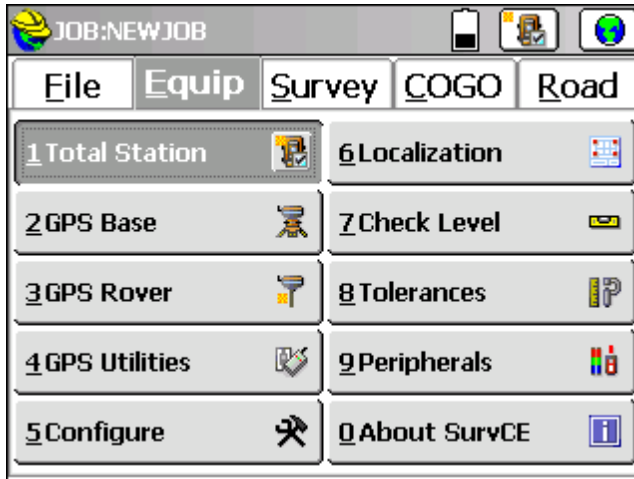 JOB:NEWJOB
File Equip Survey COGO Road
1 Total Station
2 GPS Base
3 GPS Rover
4 GPS Utilities
5 Configure
6 Localization
7 Check Level
8 Tolerances
9 Peripherals
0 About SurvCE